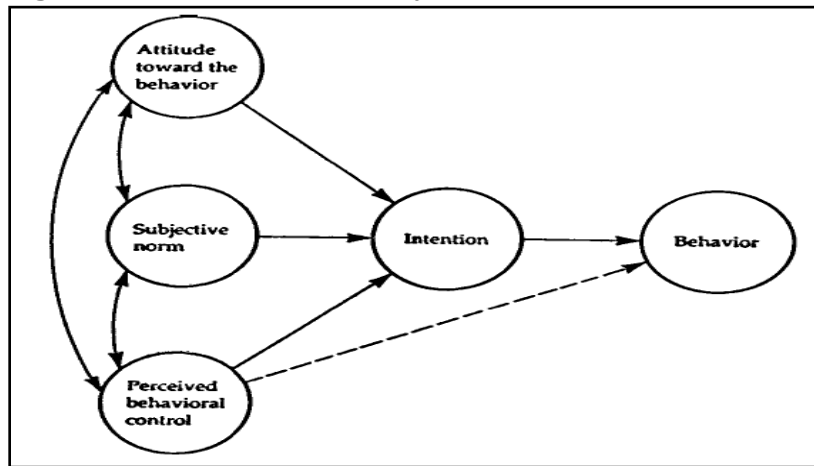 Attitude
toward the
behavior
Subjective
norm
Intention
Behavior
Perceived
behavioral
control